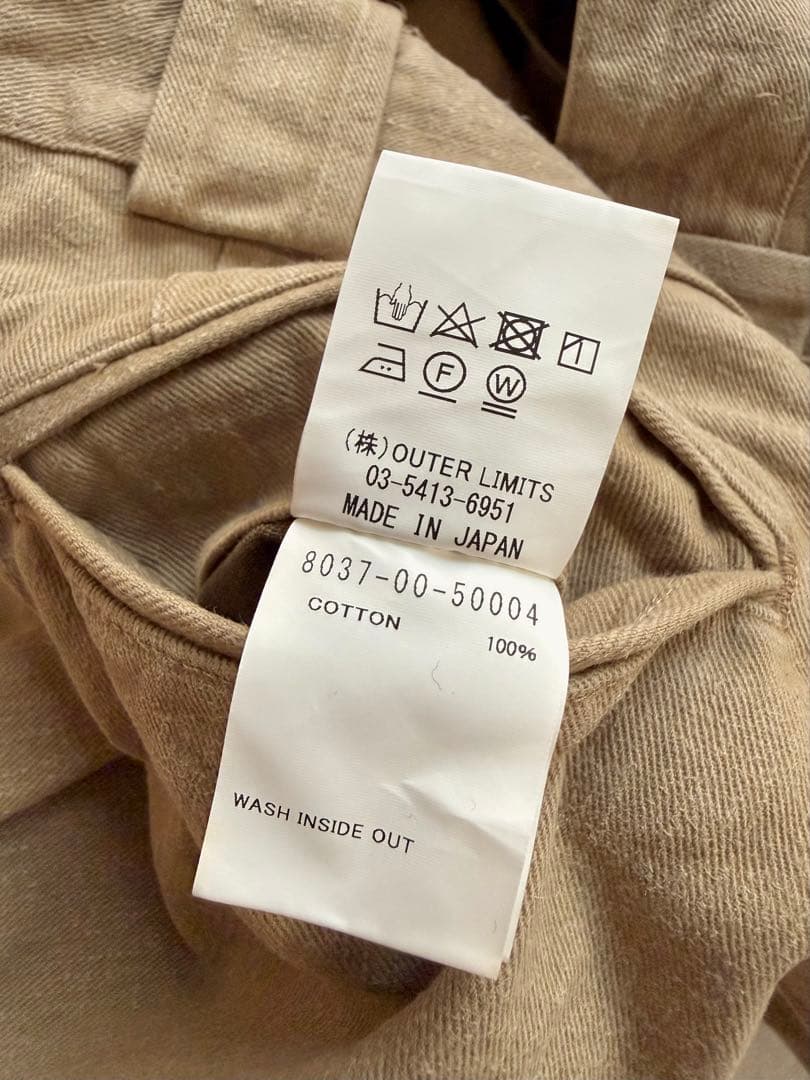 F W
(株)OUTER LIMITS
03-5413-6951
MADE IN JAPAN
8037-00-50004
COTTON
100%
WASH INSIDE OUT